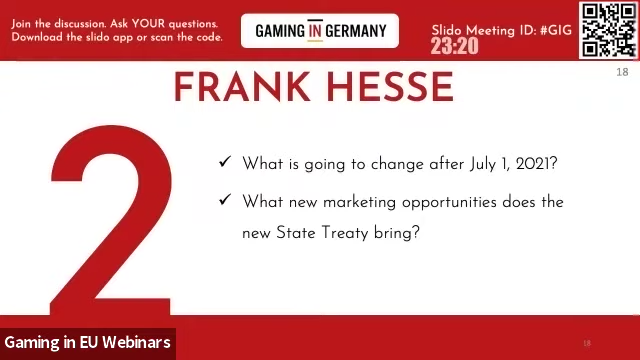 Join the discussion. Ask YOUR questions.
Download the slido app or scan the code.
GAMING IN GERMANY
Slido Meeting ID: #GIG
23:20
18
FRANK HESSE
2
✓ What is going to change after July 1, 2021?
✓ What new marketing opportunities does the
new State Treaty bring?
Gaming in EU Webinars
18